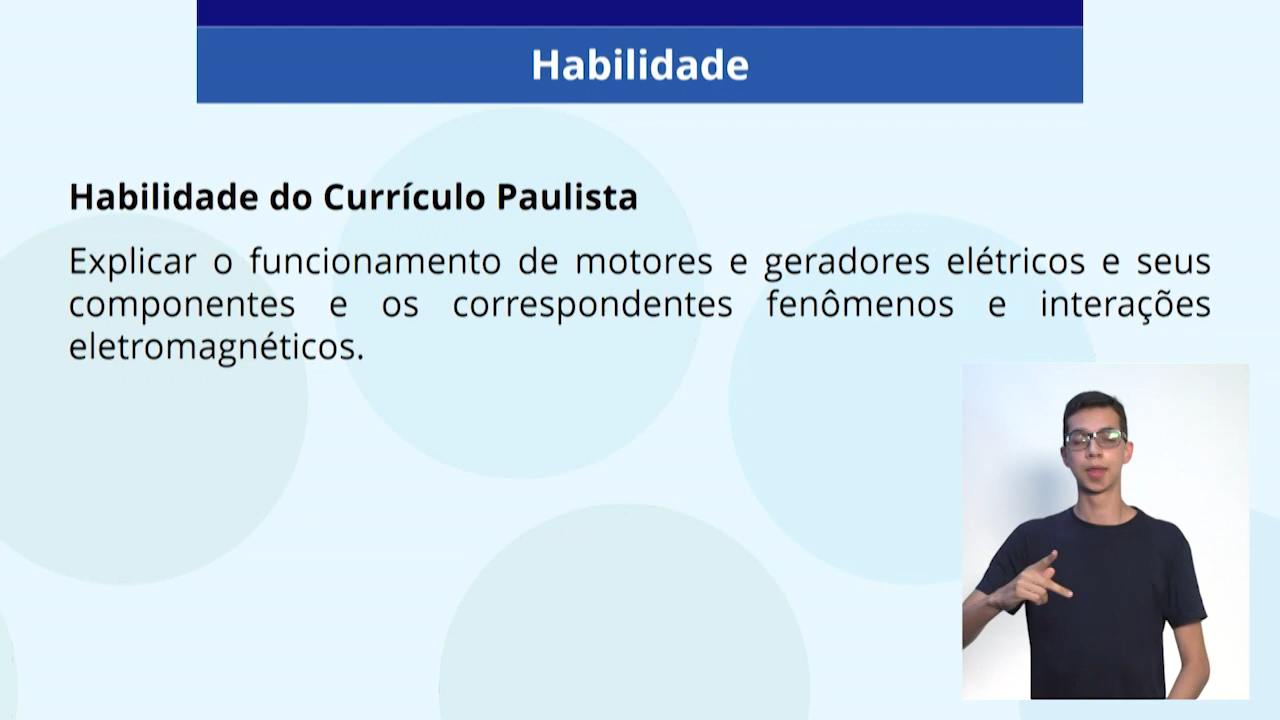 Habilidade
Habilidade do Currículo Paulista
Explicar o funcionamento de motores e geradores elétricos e seus
componentes e os correspondentes fenômenos e interações
eletromagnéticos.